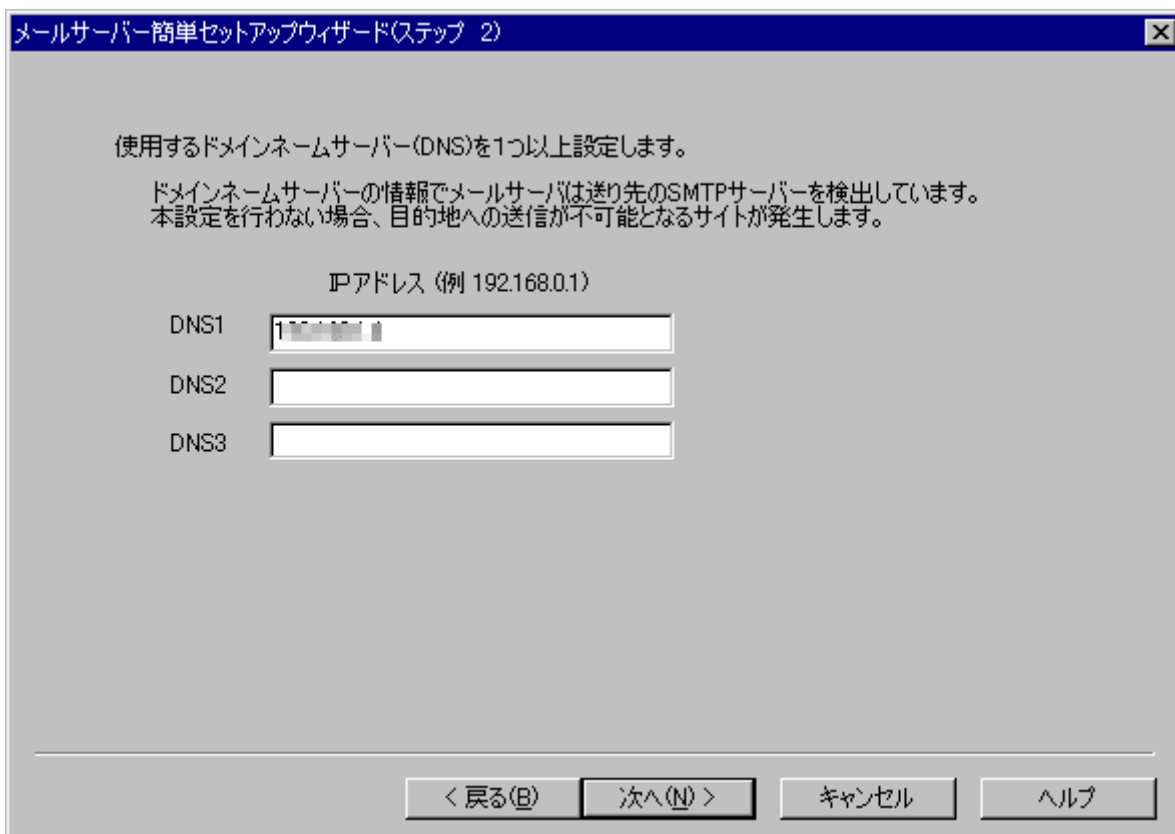 メールサーバー簡単セットアップウィザード(ステップ 2)
使用するドメインネームサーバー(DNS)を1つ以上設定します。
ドメインネームサーバーの情報でメールサーバは送り先のSMTPサーバーを検出しています。
本設定を行わない場合、目的地への送信が不可能となるサイトが発生します。
IPアドレス (例 192.168.0.1)
DNS1
DNS2
DNS3
< 戻る(B) 次へ(N) > キャンセル ヘルプ